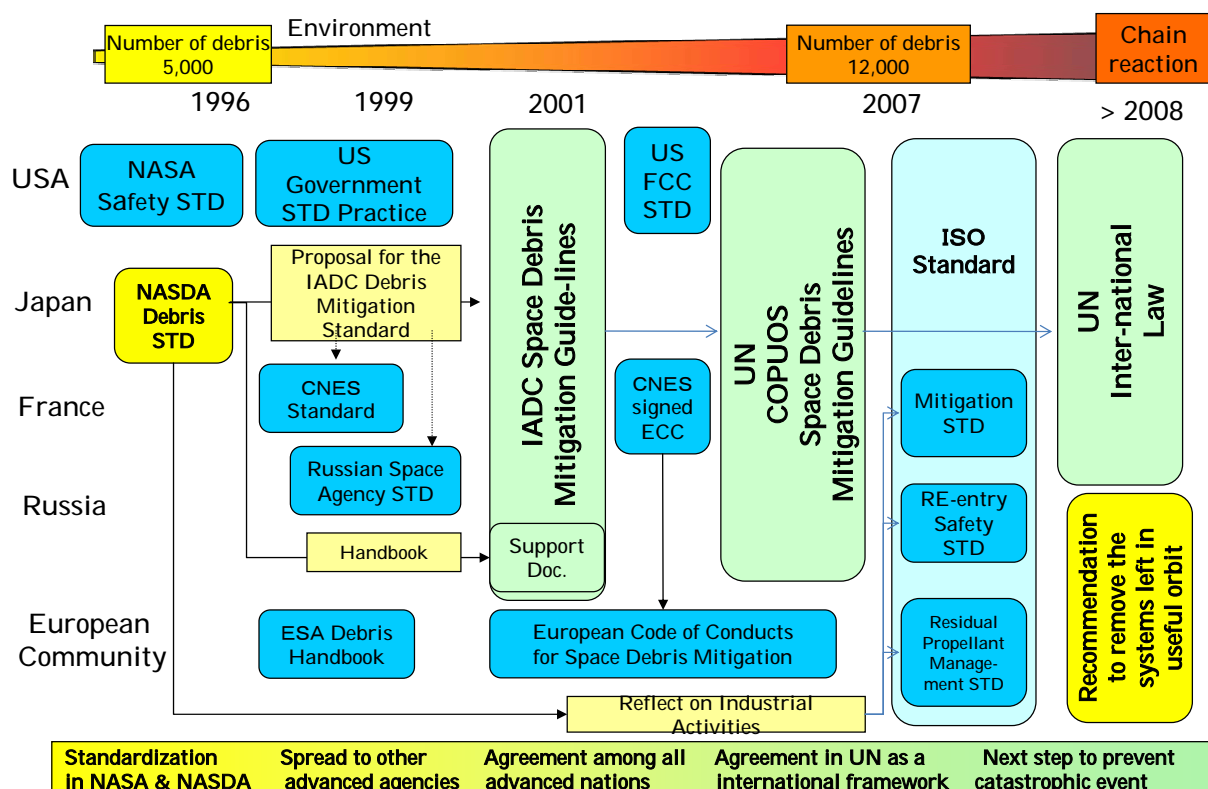 Environment
Number of debris
5,000
Number of debris
12,000
Chain
reaction
1996
1999
2001
2007
> 2008
USA
NASA
Safety STD
US
Government
STD Practice
US
FCC
STD
Japan
NASDA
Debris
STD
Proposal for the
IADC Debris
Mitigation
Standard
IADC Space Debris
Mitigation Guide-lines
UN
COPUOS
Space Debris
Mitigation Guidelines
ISO
Standard
UN
Inter-national
Law
France
CNES
Standard
CNES
signed
ECC
Mitigation
STD
Russia
Russian Space
Agency STD
Handbook
Support
Doc.
RE-entry
Safety
STD
Recommendation
to remove the
systems left in
useful orbit
European
Community
ESA Debris
Handbook
European Code of Conducts
for Space Debris Mitigation
Residual
Propellant
Manage-
ment STD
Reflect on Industrial
Activities
Standardization
in NASA & NASDA
Spread to other
advanced agencies
Agreement among all
advanced nations
Agreement in UN as a
international framework
Next step to prevent
catastrophic event